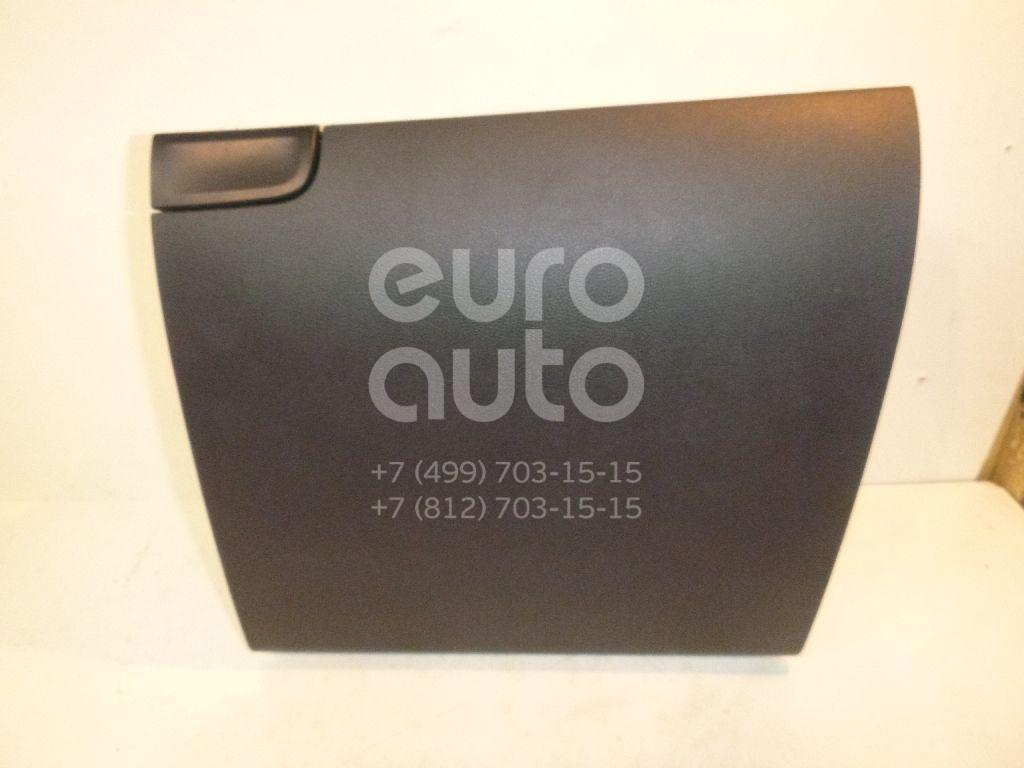 euro
auto
+7 (499) 703-15-15
+7 (812) 703-15-15